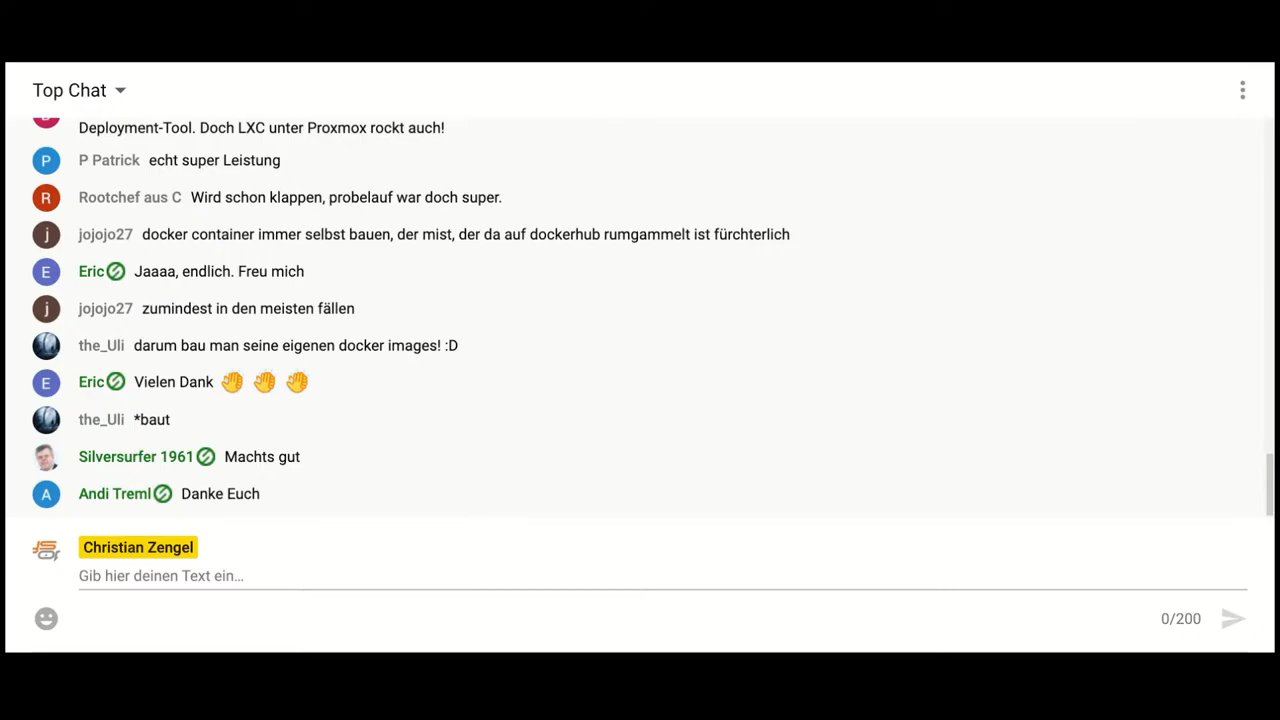 Top Chat
Deployment-Tool. Doch LXC unter Proxmox rockt auch!
P P Patrick echt super Leistung
R Rootchef aus C Wird schon klappen, probelauf war doch super.
j jojojo27 docker container immer selbst bauen, der mist, der da auf dockerhub rumgammelt ist fürchterlich
E Eric Jaaaa, endlich. Freu mich
j jojojo27 zumindest in den meisten fällen
the_Uli darum bau man seine eigenen docker images! :D
E Eric Vielen Dank 👋 👋 👋
the_Uli *baut
Silversurfer 1961 Machts gut
A Andi Treml Danke Euch
Christian Zengel
Gib hier deinen Text ein...
0/200